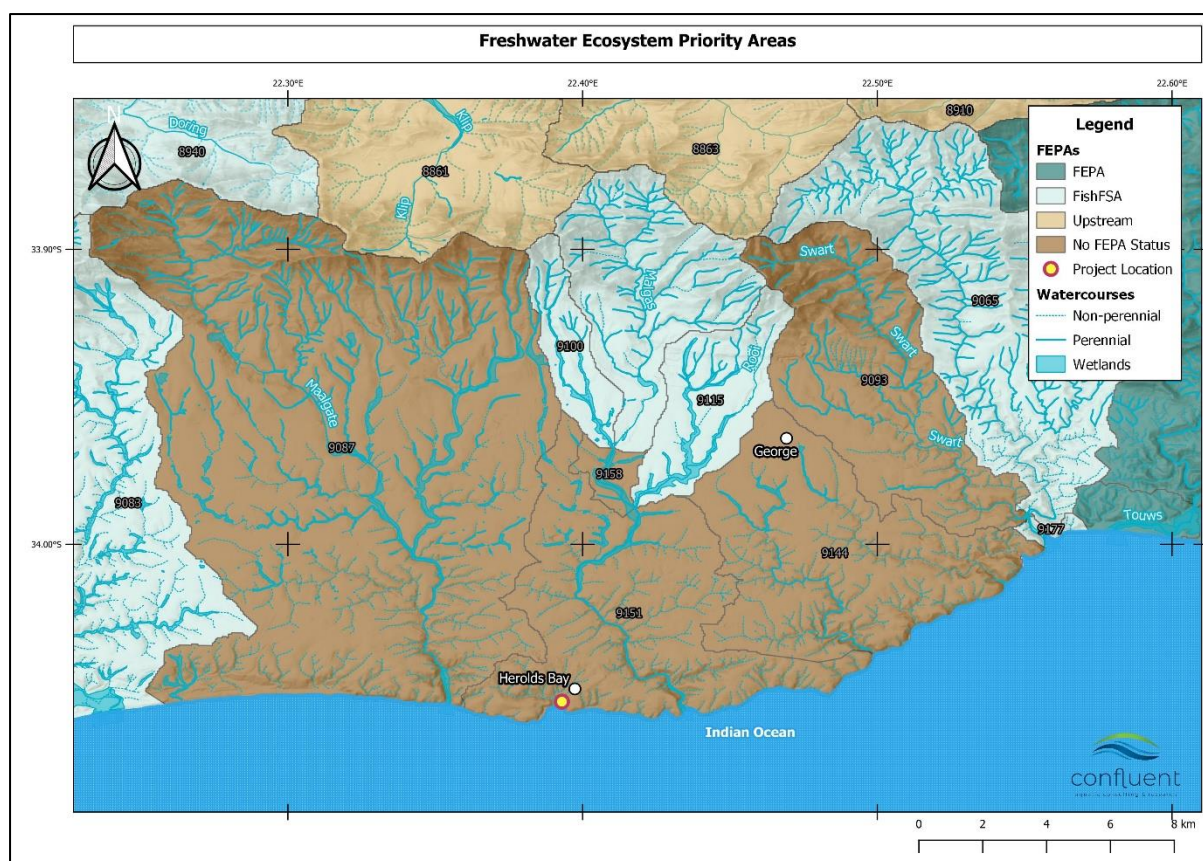 Freshwater Ecosystem Priority Areas
22.30°E
22.40°E
22.50°E
22.60°E
N
Legend
FEPAs
FEPA
FishFSA
Upstream
No FEPA Status
Project Location
Watercourses
Non-perennial
Perennial
Wetlands
Doring
8940
Klip
8861
Klip
8863
8910
33.90°S
Malgas
Swart
9065
9100
Rooi
Swart
9093
9115
Maalgate
9087
Swart
George
9158
9083
Touws
9177
34.00°S
9144
9151
Herolds Bay
Indian Ocean
confluent
0
2
4
6
8 km